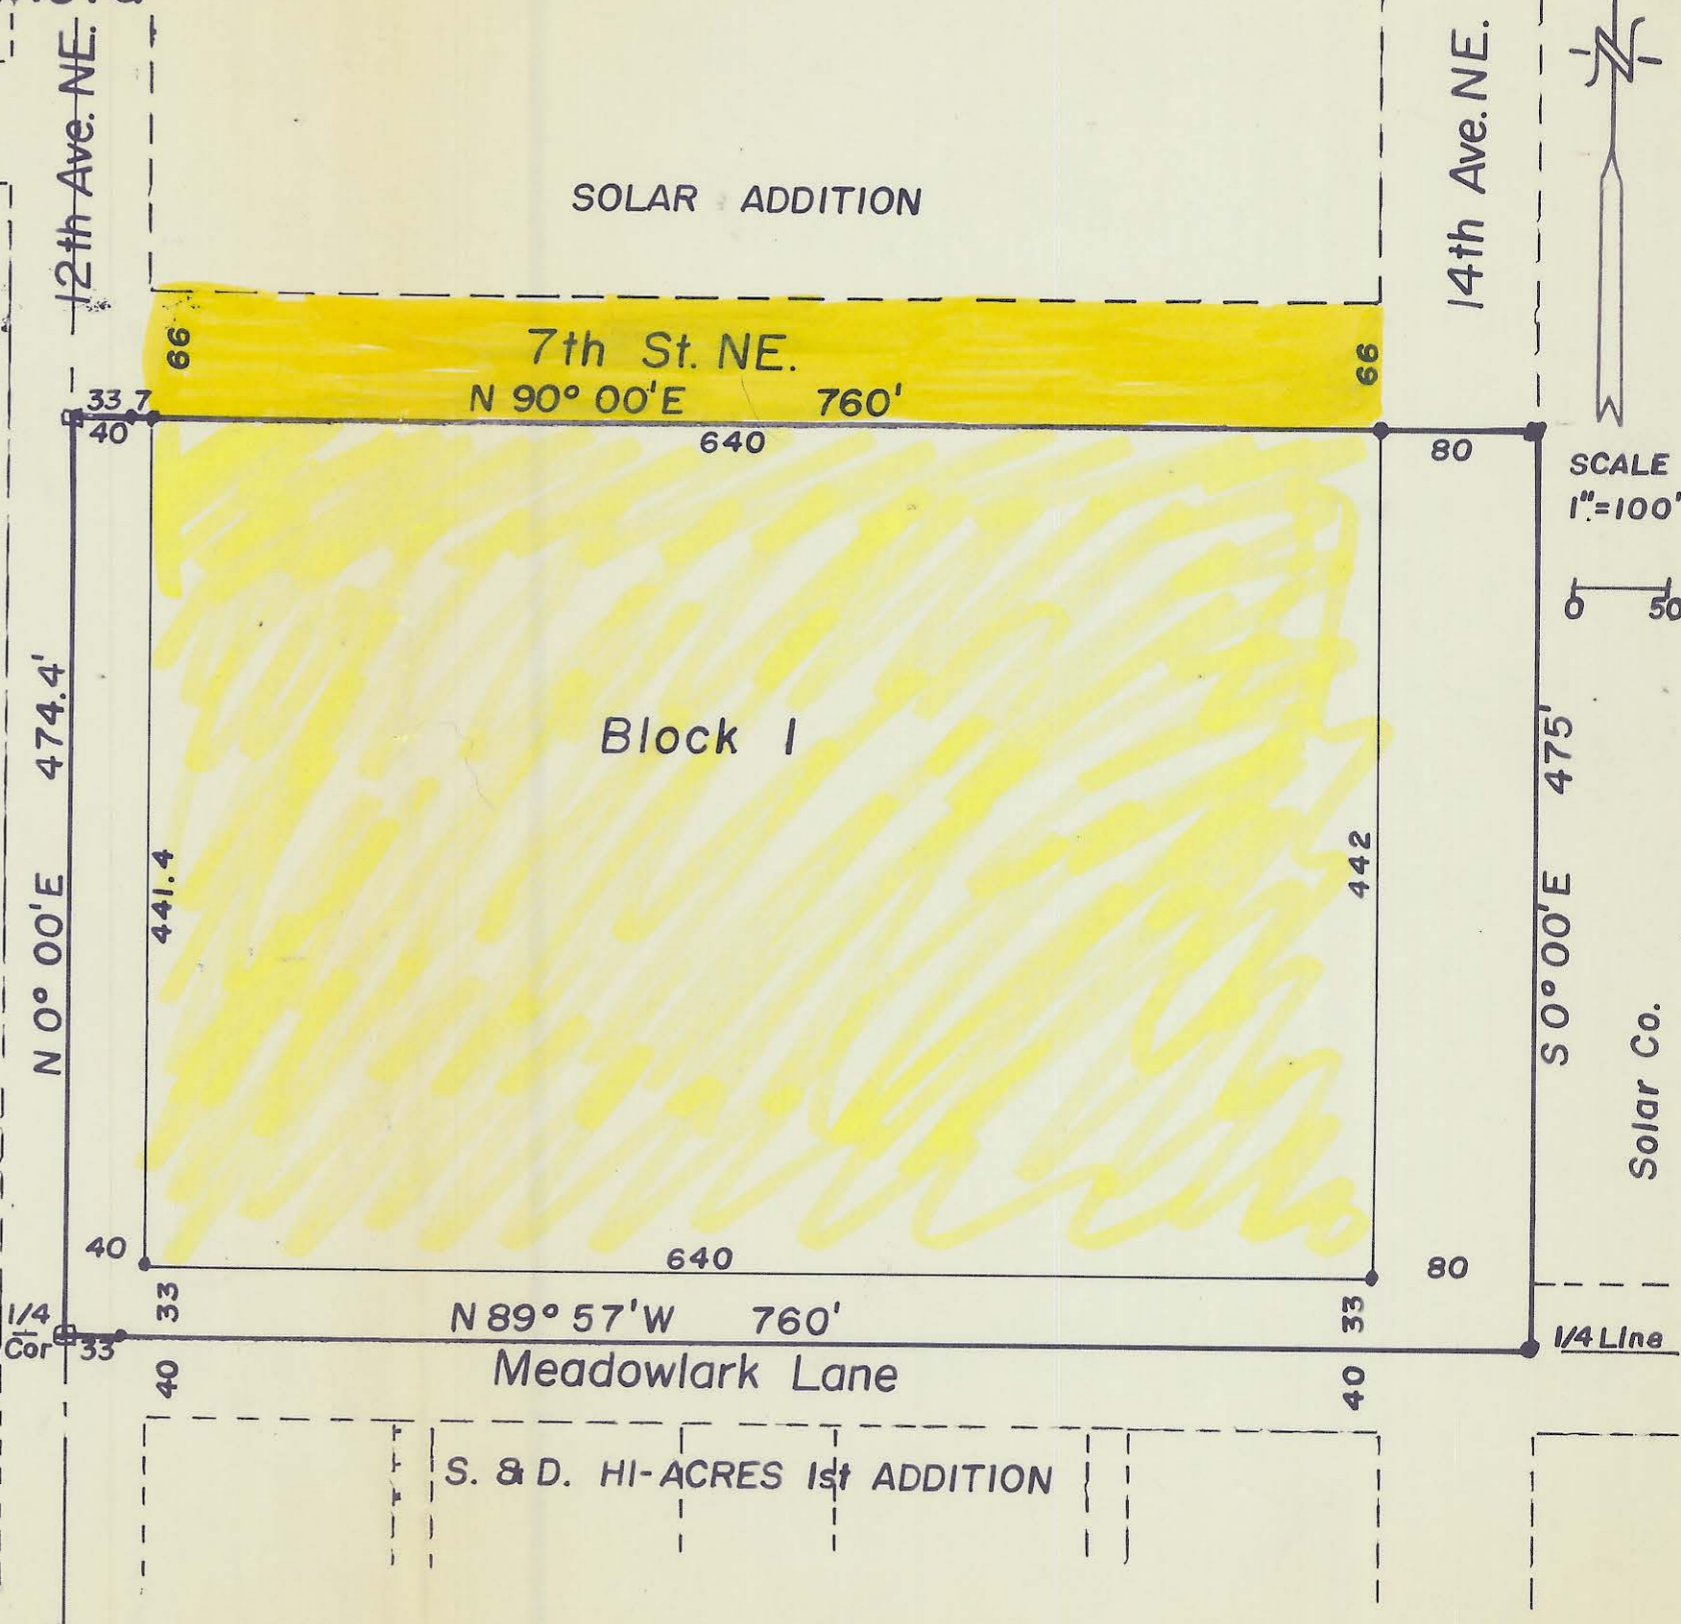 12th Ave. NE.
14th Ave. NE.
SOLAR ADDITION
66
7th St. NE.
66
N 90° 00'E 760'
33 7
40
640
80
SCALE
1"=100'
0 50
N 0° 00'E 474.4'
Block 1
441.4
442
S 0° 00'E 475'
Solar Co.
40
640
80
33
33
N 89° 57'W 760'
1/4
Cor
33
1/4 Line
Meadowlark Lane
40
40
S. & D. HI-ACRES 1st ADDITION